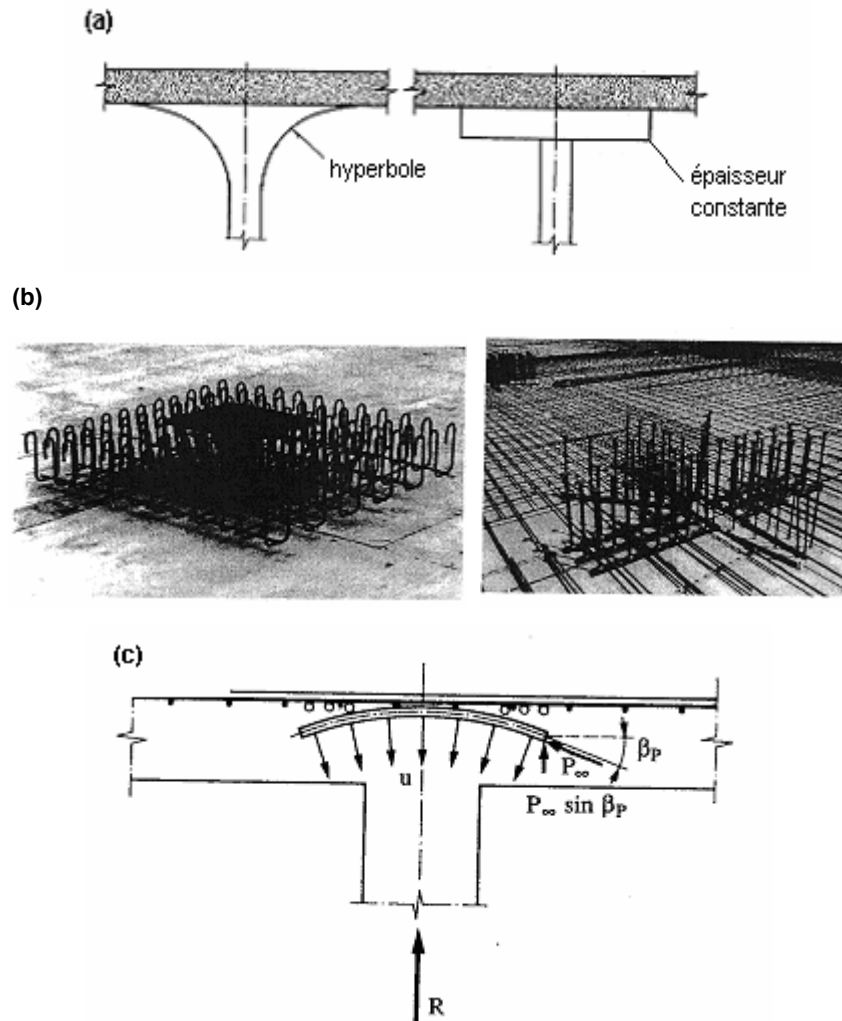 (a)
hyperbole
épaisseur
constante
(b)
(c)
β_P
P_∞
u
P_∞ sin β_P
R